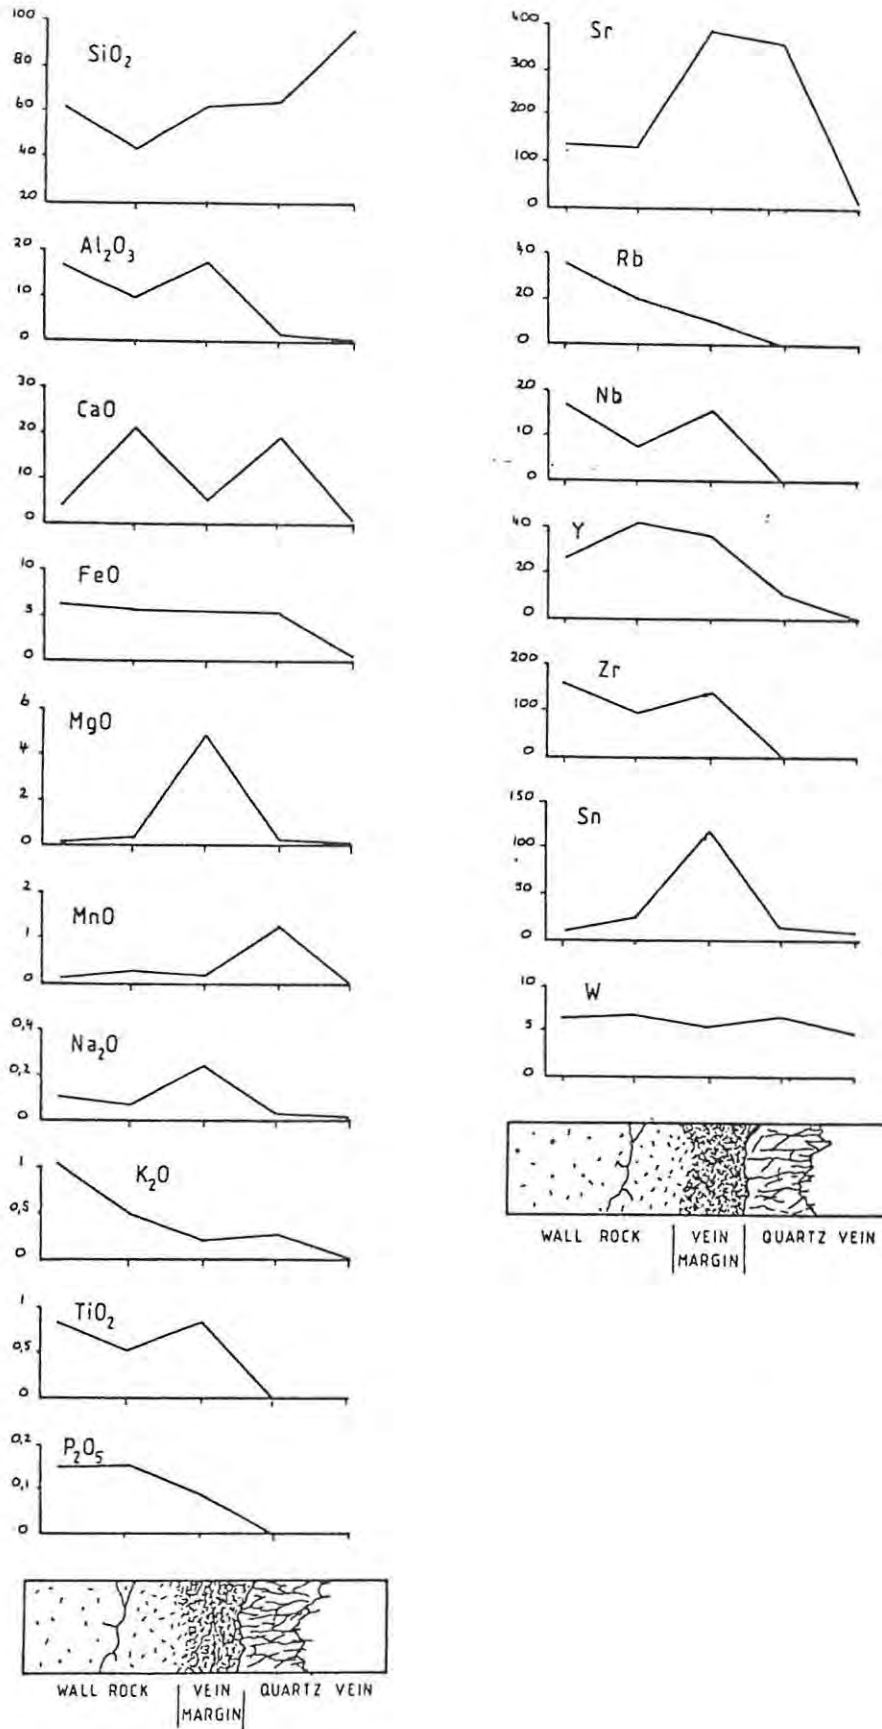 100
80
60
40
20
SiO₂
20
10
0
Al₂O₃
30
20
10
0
CaO
10
5
0
FeO
6
4
2
0
MgO
2
1
0
MnO
0,4
0,2
0
Na₂O
1
0,5
0
K₂O
1
0,5
0
TiO₂
0,2
0,1
0
P₂O₅
WALL ROCK | VEIN | QUARTZ VEIN
MARGIN
400
300
200
100
0
Sr
40
20
0
Rb
20
10
0
Nb
40
20
0
Y
200
100
0
Zr
150
100
50
0
Sn
10
5
0
W
WALL ROCK | VEIN | QUARTZ VEIN
MARGIN